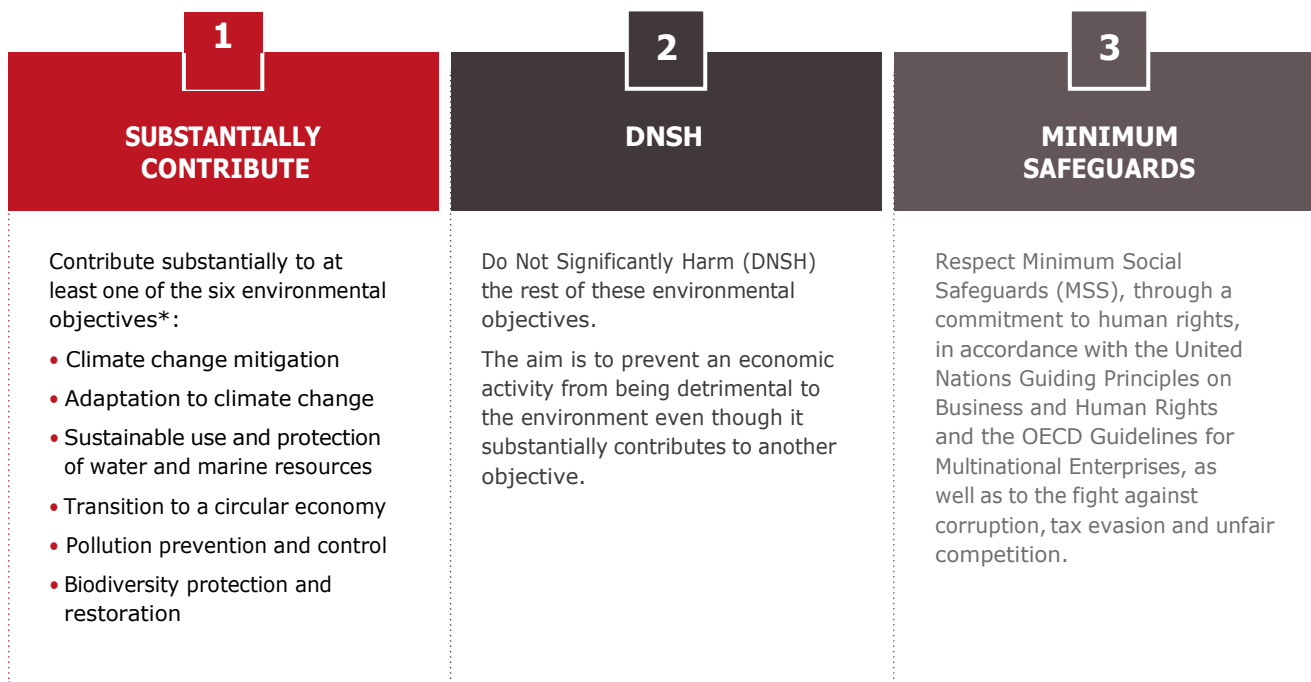 1
SUBSTANTIALLY
CONTRIBUTE
Contribute substantially to at
least one of the six environmental
objectives*:
• Climate change mitigation
• Adaptation to climate change
• Sustainable use and protection
of water and marine resources
• Transition to a circular economy
• Pollution prevention and control
• Biodiversity protection and
restoration
2
DNSH
Do Not Significantly Harm (DNSH)
the rest of these environmental
objectives.
The aim is to prevent an economic
activity from being detrimental to
the environment even though it
substantially contributes to another
objective.
3
MINIMUM
SAFEGUARDS
Respect Minimum Social
Safeguards (MSS), through a
commitment to human rights,
in accordance with the United
Nations Guiding Principles on
Business and Human Rights
and the OECD Guidelines for
Multinational Enterprises, as
well as to the fight against
corruption, tax evasion and unfair
competition.